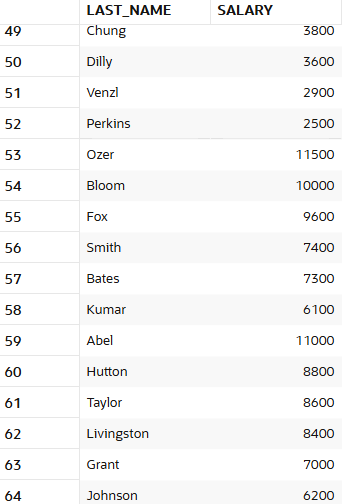 LAST_NAME SALARY
49 Chung 3800
50 Dilly 3600
51 Venzl 2900
52 Perkins 2500
53 Ozer 11500
54 Bloom 10000
55 Fox 9600
56 Smith 7400
57 Bates 7300
58 Kumar 6100
59 Abel 11000
60 Hutton 8800
61 Taylor 8600
62 Livingston 8400
63 Grant 7000
64 Johnson 6200